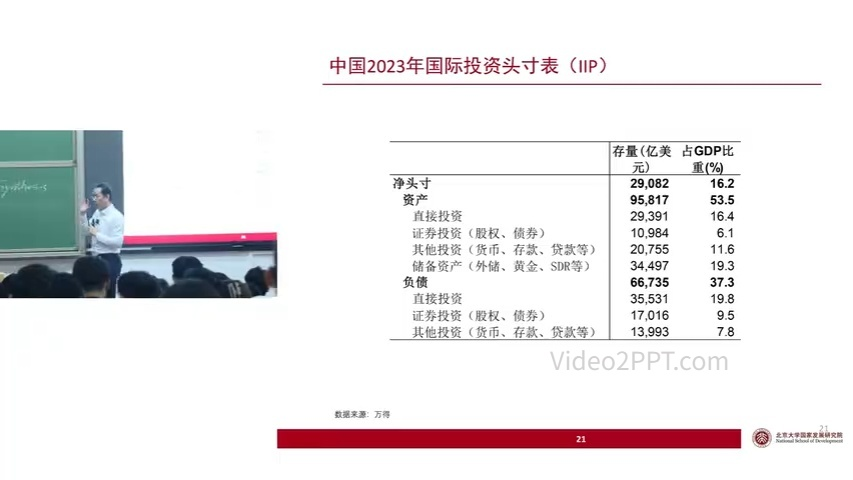 中国2023年国际投资头寸表（IIP）
存量（亿美元） 占GDP比重(%)
净头寸 29,082 16.2
资产 95,817 53.5
直接投资 29,391 16.4
证券投资（股权、债券） 10,984 6.1
其他投资（货币、存款、贷款等） 20,755 11.6
储备资产（外储、黄金、SDR等） 34,497 19.3
负债 66,735 37.3
直接投资 35,531 19.8
证券投资（股权、债券） 17,016 9.5
其他投资（货币、存款、贷款等） 13,993 7.8
Video2PPT.com
数据来源：万得
21
21
北京大学国家发展研究院
National School of Development